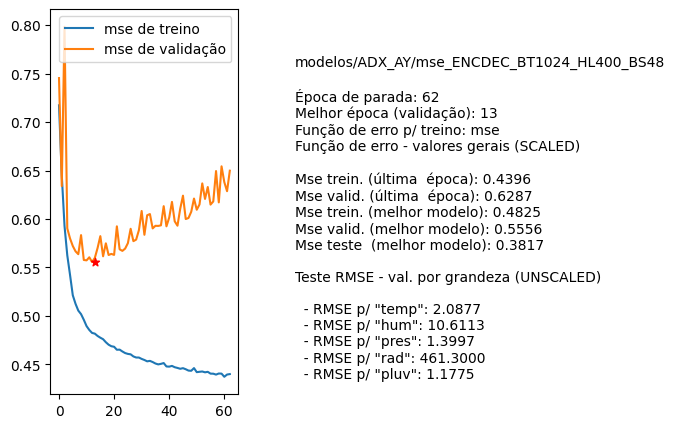 mse de treino
mse de validação
0.80
0.75
0.70
0.65
0.60
0.55
0.50
0.45
0
20
40
60
modelos/ADX_AY/mse_ENCDEC_BT1024_HL400_BS48
Época de parada: 62
Melhor época (validação): 13
Função de erro p/ treino: mse
Função de erro - valores gerais (SCALED)
Mse trein. (última  época): 0.4396
Mse valid. (última  época): 0.6287
Mse trein. (melhor modelo): 0.4825
Mse valid. (melhor modelo): 0.5556
Mse teste  (melhor modelo): 0.3817
Teste RMSE - val. por grandeza (UNSCALED)
- RMSE p/ "temp": 2.0877
- RMSE p/ "hum": 10.6113
- RMSE p/ "pres": 1.3997
- RMSE p/ "rad": 461.3000
- RMSE p/ "pluv": 1.1775